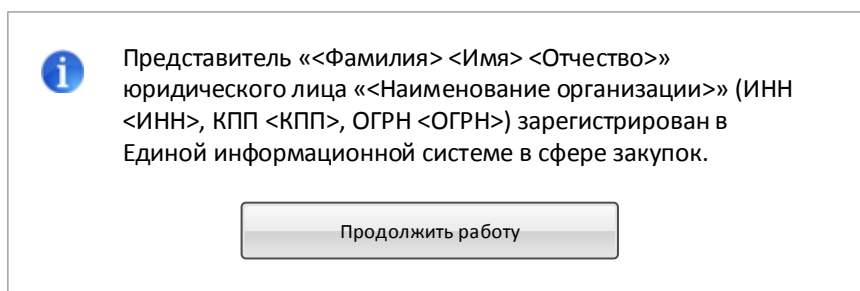 Представитель «<Фамилия> <Имя> <Отчество>»
юридического лица «<Наименование организации>» (ИНН
<ИНН>, КПП <КПП>, ОГРН <ОГРН>) зарегистрирован в
Единой информационной системе в сфере закупок.
Продолжить работу